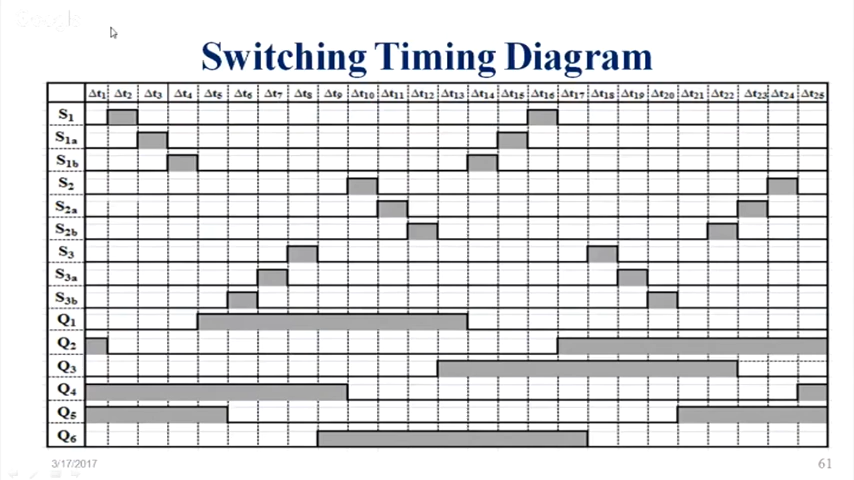 Google
Switching Timing Diagram
Δt1 Δt2 Δt3 Δt4 Δt5 Δt6 Δt7 Δt8 Δt9 Δt10 Δt11 Δt12 Δt13 Δt14 Δt15 Δt16 Δt17 Δt18 Δt19 Δt20 Δt21 Δt22 Δt23 Δt24 Δt25
S1
S1a
S1b
S2
S2a
S2b
S3
S3a
S3b
Q1
Q2
Q3
Q4
Q5
Q6
3/17/2017
61